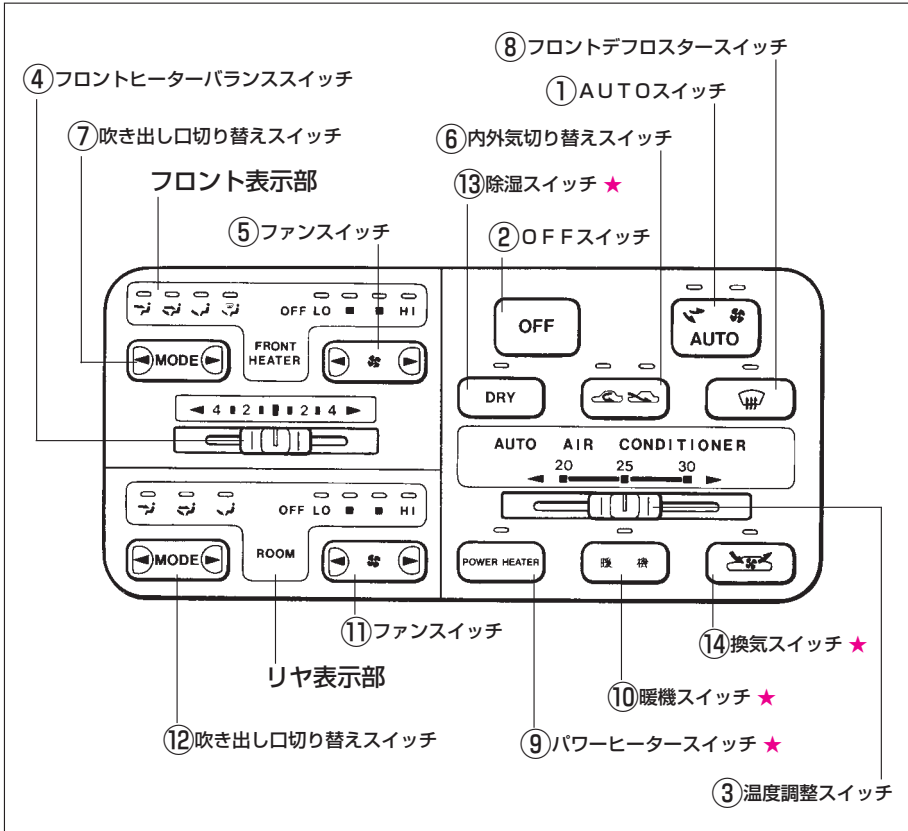 ⑧フロントデフロスタースイッチ
④フロントヒーターバランススイッチ
①AUTOスイッチ
⑦吹き出し口切り替えスイッチ
⑥内外気切り替えスイッチ
フロント表示部
⑬除湿スイッチ ★
⑤ファンスイッチ
②OFFスイッチ
OFF LO HI
FRONT
HEATER
MODE
4 2 2 4
OFF
AUTO
DRY
AUTO AIR CONDITIONER
20 25 30
OFF LO HI
MODE
ROOM
POWER HEATER
暖 機
⑪ファンスイッチ
リヤ表示部
⑭換気スイッチ ★
⑩暖機スイッチ ★
⑫吹き出し口切り替えスイッチ
⑨パワーヒータースイッチ ★
③温度調整スイッチ